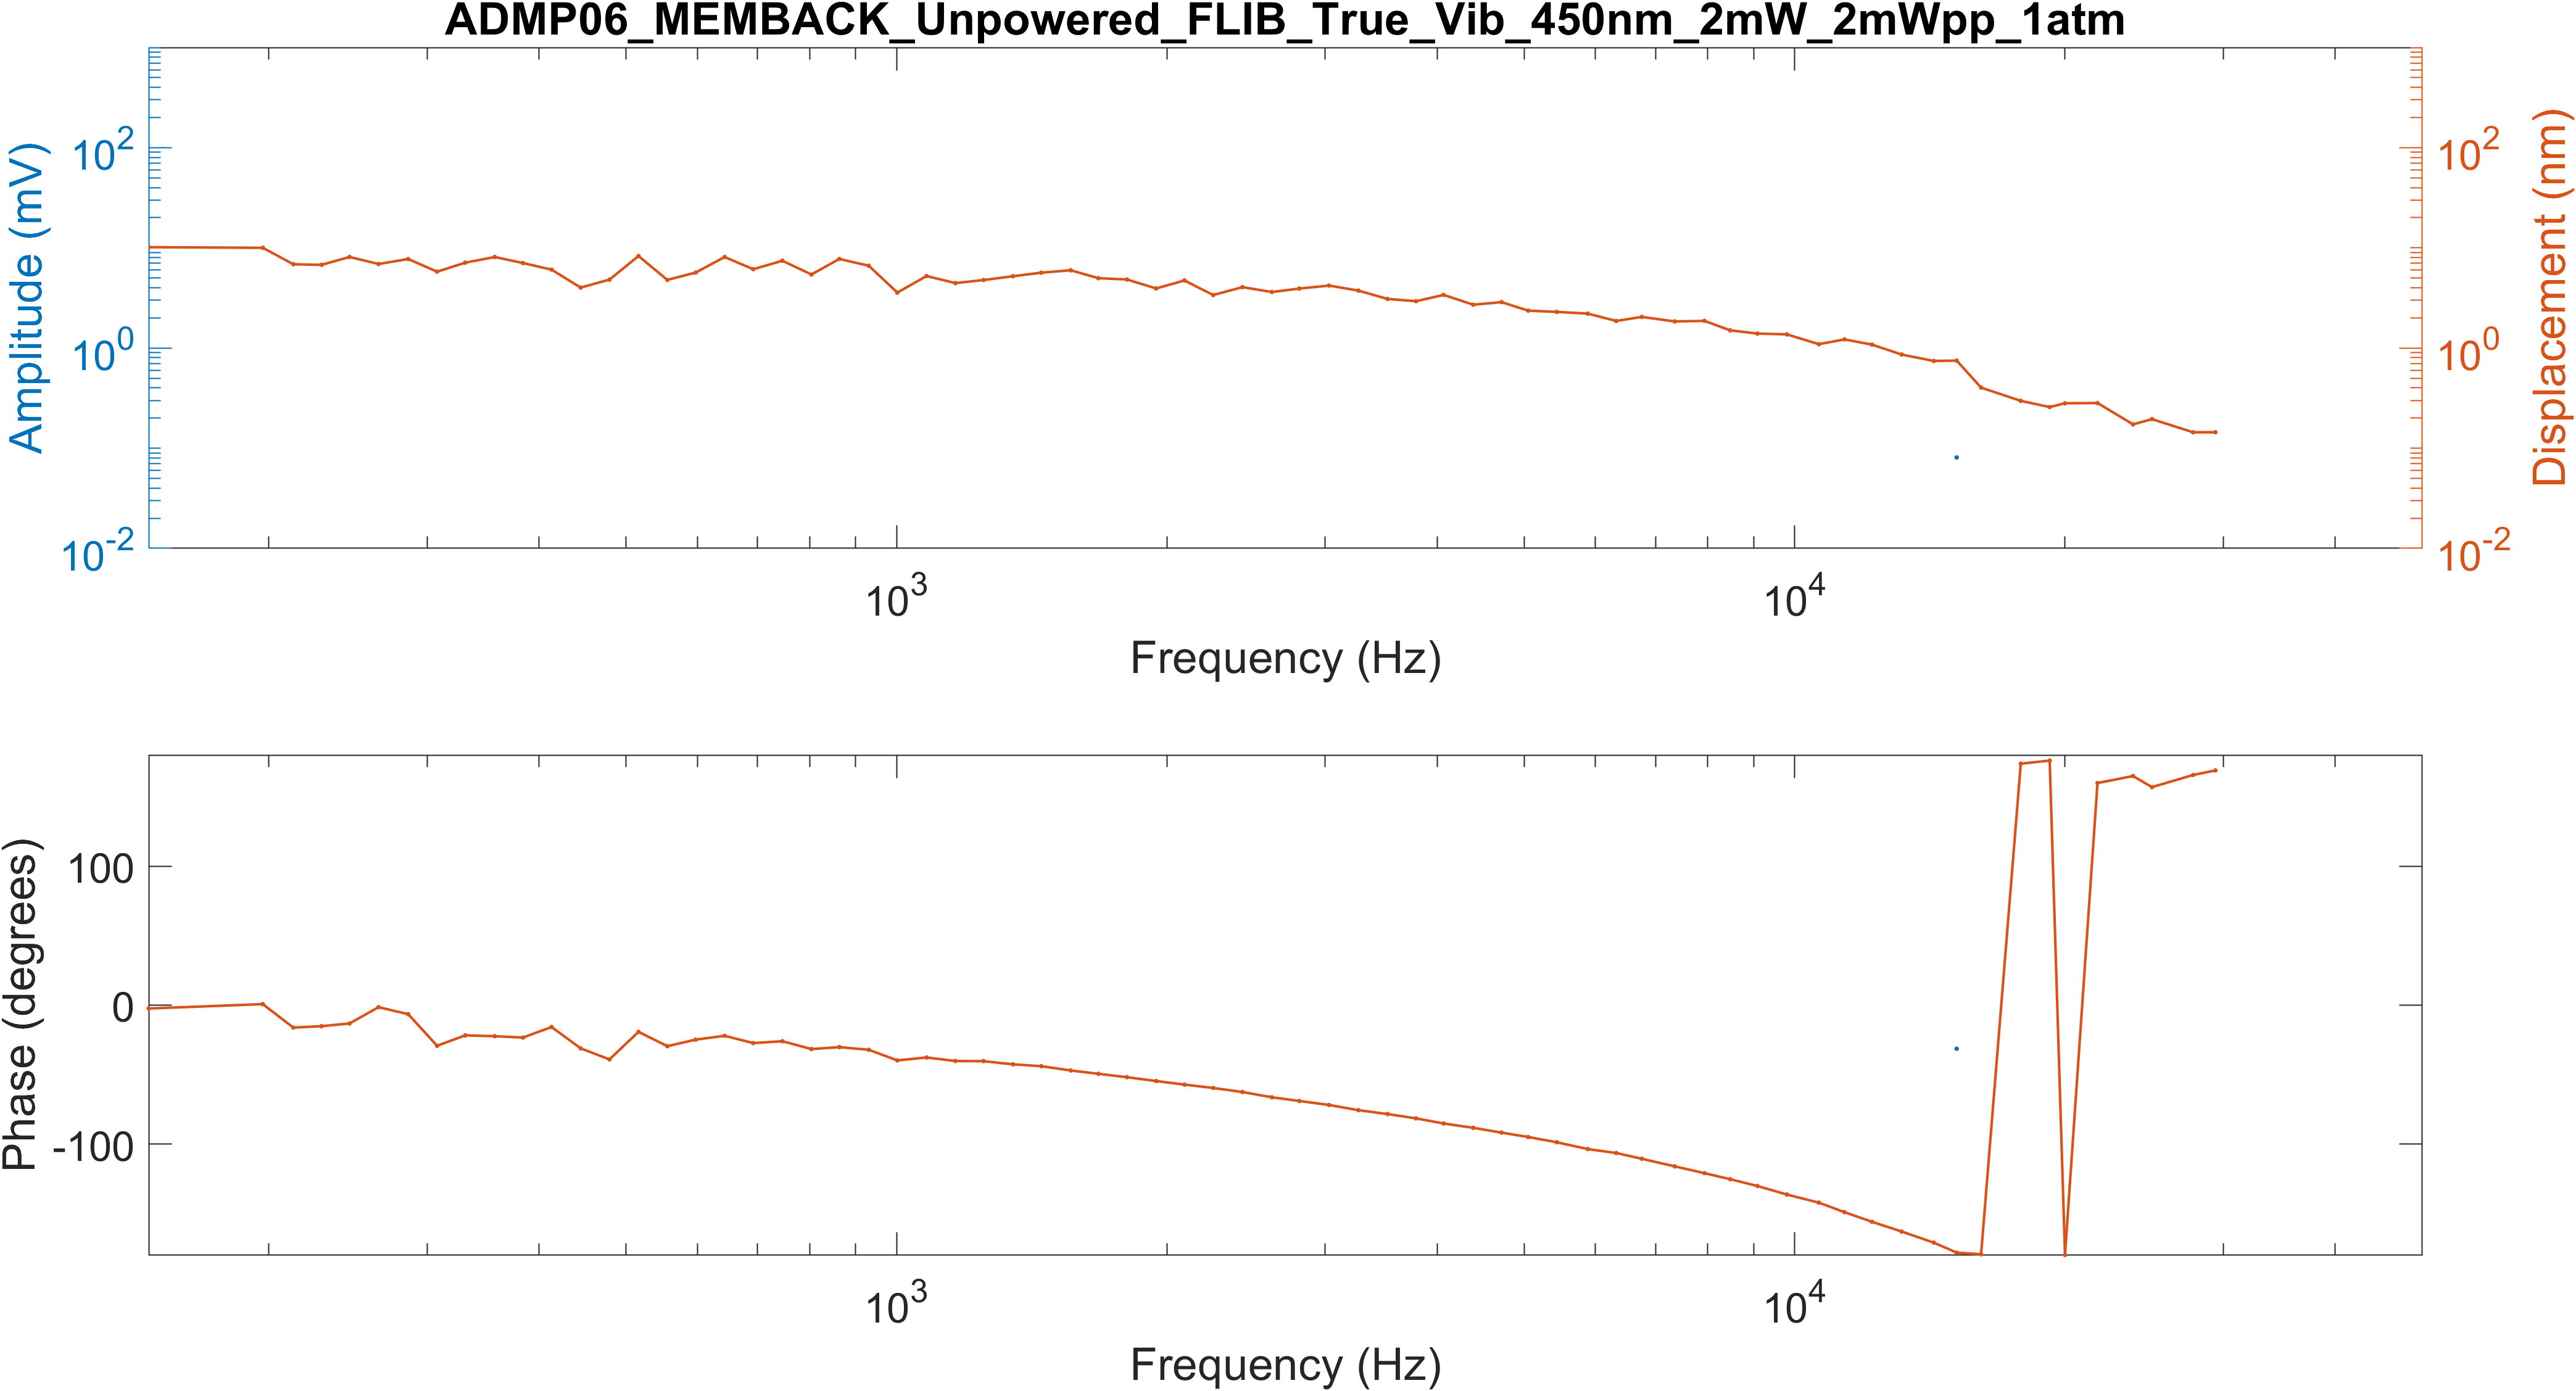 ADMP06_MEMBACK_Unpowered_FLIB_True_Vib_450nm_2mW_2mWpp_1atm
Amplitude (mV)
10^2
10^0
10^-2
Displacement (nm)
10^2
10^0
10^-2
10^3
10^4
Frequency (Hz)
Phase (degrees)
100
0
-100
10^3
10^4
Frequency (Hz)